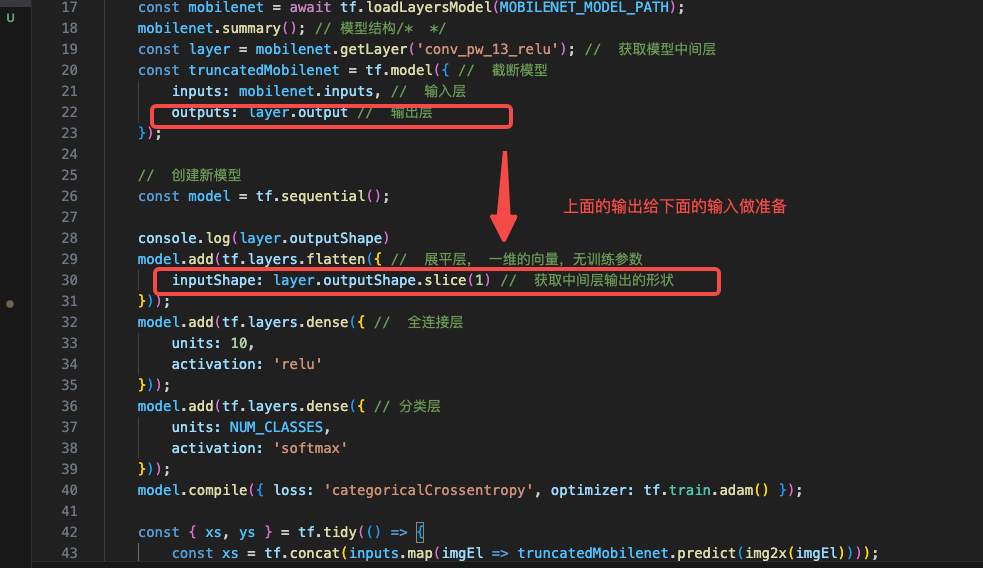 U
17 const mobilenet = await tf.loadLayersModel(MOBILENET_MODEL_PATH);
18 mobilenet.summary(); // 模型结构/*  */
19 const layer = mobilenet.getLayer('conv_pw_13_relu'); //  获取模型中间层
20 const truncatedMobilenet = tf.model({ //  截断模型
21 inputs: mobilenet.inputs, //  输入层
22 outputs: layer.output //  输出层
23 });
24
25 //  创建新模型
26 const model = tf.sequential();
上面的输出给下面的输入做准备
27
28 console.log(layer.outputShape)
29 model.add(tf.layers.flatten({ //  展平层， 一维的向量，无训练参数
30 inputShape: layer.outputShape.slice(1) //  获取中间层输出的形状
31 }));
32 model.add(tf.layers.dense({ //  全连接层
33 units: 10,
34 activation: 'relu'
35 }));
36 model.add(tf.layers.dense({ // 分类层
37 units: NUM_CLASSES,
38 activation: 'softmax'
39 }));
40 model.compile({ loss: 'categoricalCrossentropy', optimizer: tf.train.adam() });
41
42 const { xs, ys } = tf.tidy(() => {
43 const xs = tf.concat(inputs.map(imgEl => truncatedMobilenet.predict(img2x(imgEl))));